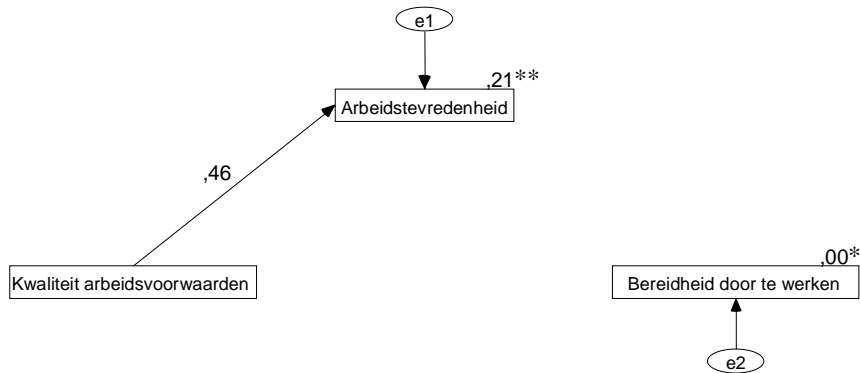 e1
,21**
Arbeidstevredenheid
,46
,00*
Kwaliteit arbeidsvoorwaarden
Bereidheid door te werken
e2